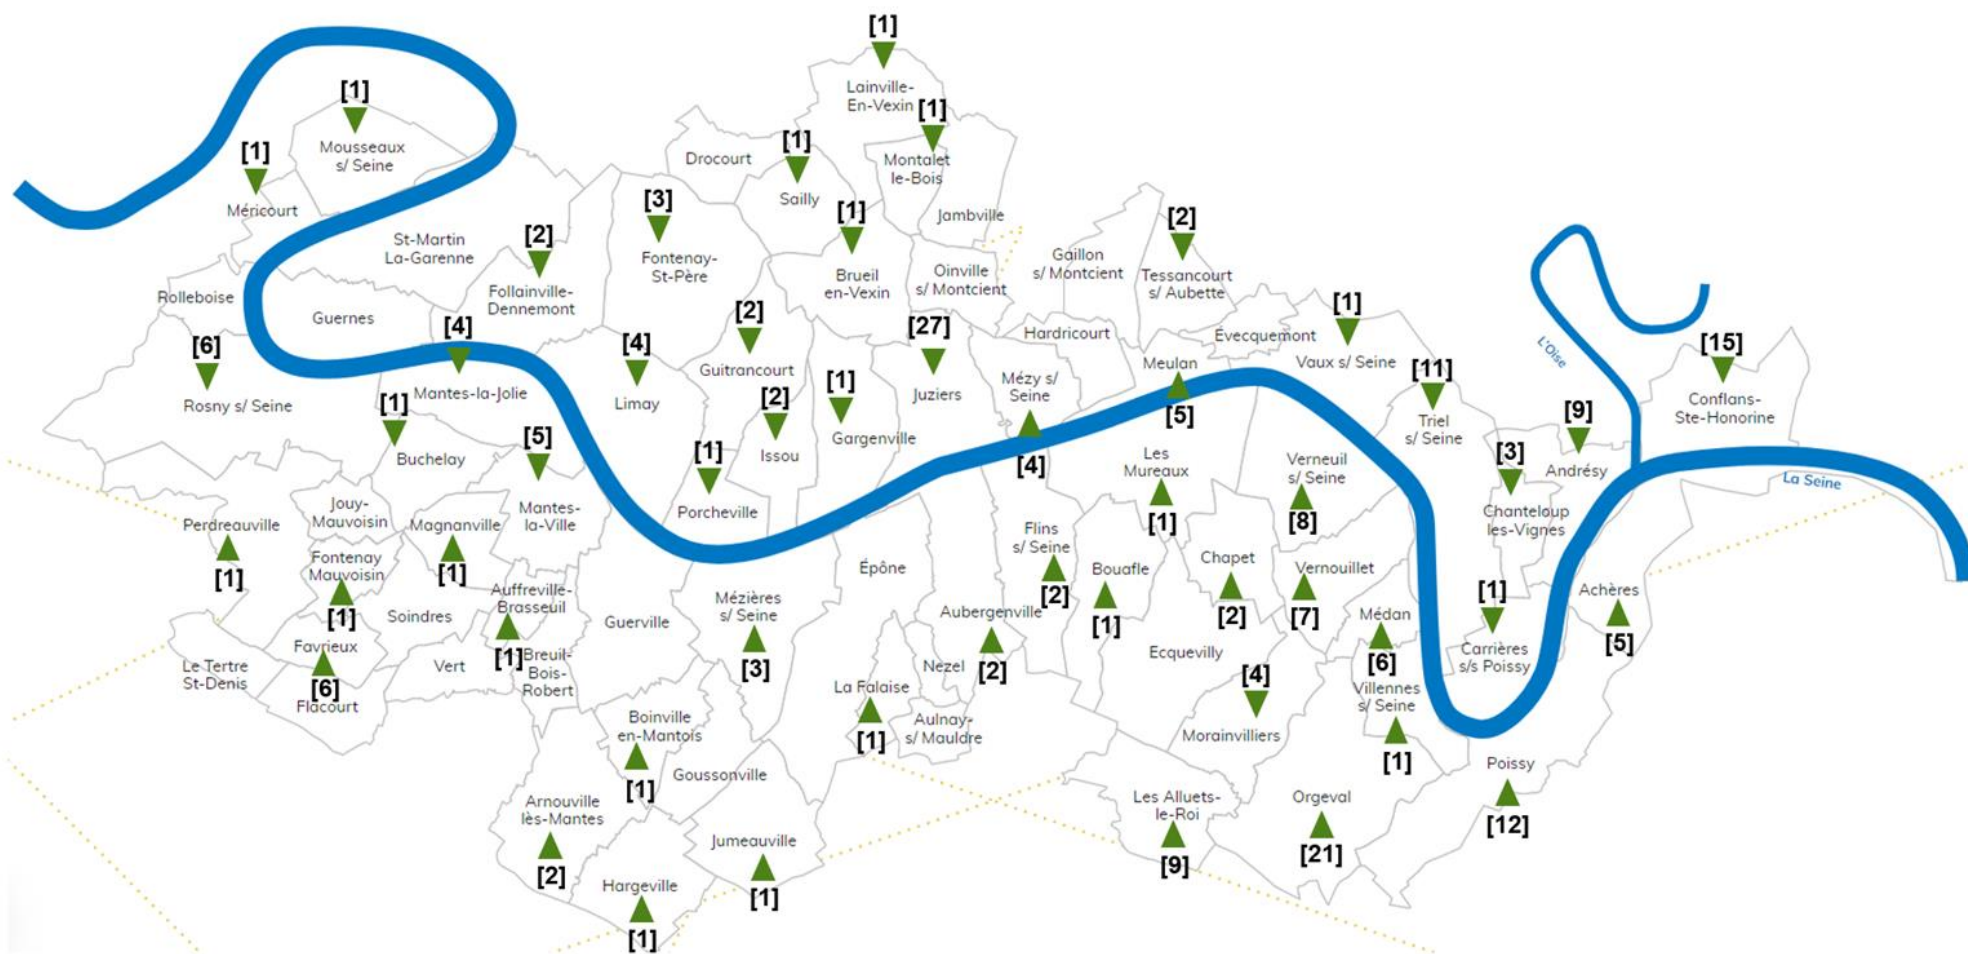 [1]
Lainville-
En-Vexin
[1]
[1]
Mousseaux
s/ Seine
[1]
Méricourt
Drocourt
[1]
Sailly
Montalet
le-Bois
Jambville
[3]
Fontenay-
St-Père
[1]
Brueil
en-Vexin
Oinville
s/ Montcient
Gaillon
s/ Montcient
[2]
Tessancourt
s/ Aubette
St-Martin
La-Garenne
[2]
Follainville-
Dennemont
Rolleboise
Guernes
[4]
Mantes-la-Jolie
[6]
Rosny s/ Seine
[4]
Limay
[2]
Guitrancourt
[27]
Juziers
Hardricourt
Mézy s/
Seine
[4]
Meulan
[5]
Évecquemont
[1]
Vaux s/ Seine
[11]
Triel
s/ Seine
L'Oise
[15]
Conflans-
Ste-Honorine
[9]
Andrésy
La Seine
[3]
Chanteloup
les-Vignes
[1]
Buchelay
[5]
Mantes-
la-Ville
[1]
Porcheville
[2]
Issou
[1]
Gargenville
Les
Mureaux
[1]
Verneuil
s/ Seine
[8]
Perdreauville
[1]
Jouy-
Mauvoisin
Magnanville
[1]
Fontenay
Mauvoisin
[1]
Soindres
Auffreville-
Brasseuil
[1]
Favrieux
[6]
Flacourt
Le Tertre
St-Denis
Vert
Breuil-
Bois-
Robert
Guerville
Mézières
s/ Seine
[3]
Épône
Flins
s/ Seine
[2]
Aubergenville
[2]
Nezel
La Falaise
[1]
Aulnay-
s/ Mauldre
Bouafle
[1]
Chapet
[2]
Vernouillet
[7]
Ecquevilly
Médan
[6]
Villennes
s/ Seine
[1]
[1]
Carrières
s/s Poissy
Achères
[5]
[4]
Morainvilliers
Poissy
[12]
Orgeval
[21]
Les Alluets-
le-Roi
[9]
Boinville
en-Mantois
[1]
Goussonville
Arnouville
lès-Mantes
[2]
Jumeauville
[1]
Hargeville
[1]